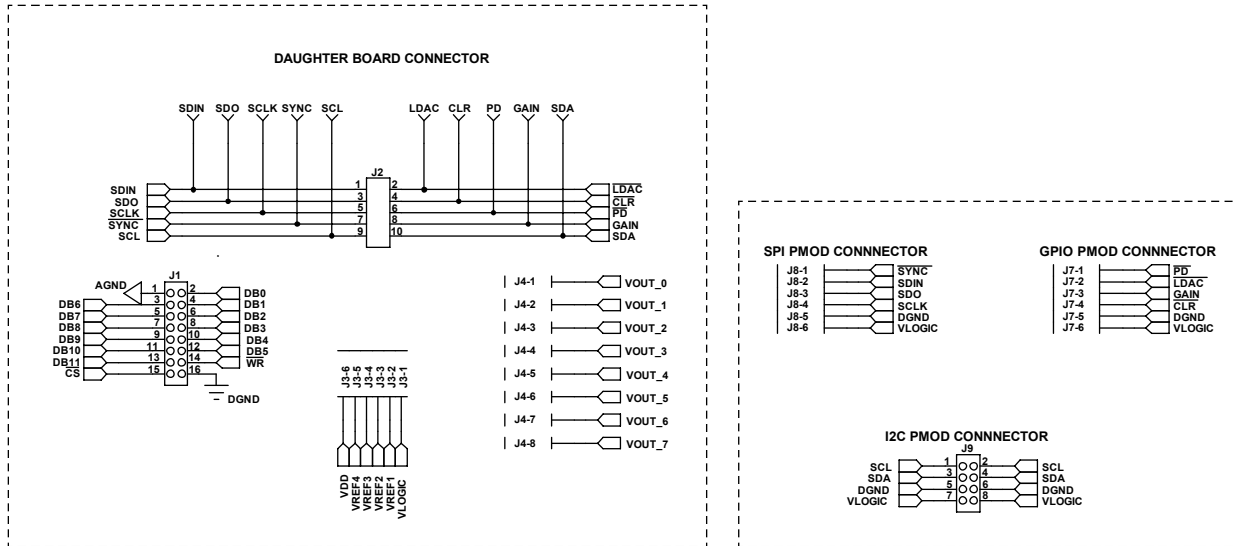 DAUGHTER BOARD CONNECTOR
SDIN SDO SCLK SYNC SCL LDAC CLR PD GAIN SDA
J2
SDIN 1 2 LDAC
SDO 3 4 CLR
SCLK 5 6 PD
SYNC 7 8 GAIN
SCL 9 10 SDA
J1
AGND 1 2 DB0
DB6 3 4 DB1
DB7 5 6 DB2
DB8 7 8 DB3
DB9 9 10 DB4
DB10 11 12 DB5
DB11 13 14 WR
CS 15 16
DGND
J3-6 J3-5 J3-4 J3-3 J3-2 J3-1
VDD VREF4 VREF3 VREF2 VREF1 VLOGIC
J4-1 VOUT_0
J4-2 VOUT_1
J4-3 VOUT_2
J4-4 VOUT_3
J4-5 VOUT_4
J4-6 VOUT_5
J4-7 VOUT_6
J4-8 VOUT_7
SPI PMOD CONNNECTOR
J8-1 SYNC
J8-2 SDIN
J8-3 SDO
J8-4 SCLK
J8-5 DGND
J8-6 VLOGIC
GPIO PMOD CONNNECTOR
J7-1 PD
J7-2 LDAC
J7-3 GAIN
J7-4 CLR
J7-5 DGND
J7-6 VLOGIC
I2C PMOD CONNNECTOR
J9
SCL 1 2 SCL
SDA 3 4 SDA
DGND 5 6 DGND
VLOGIC 7 8 VLOGIC